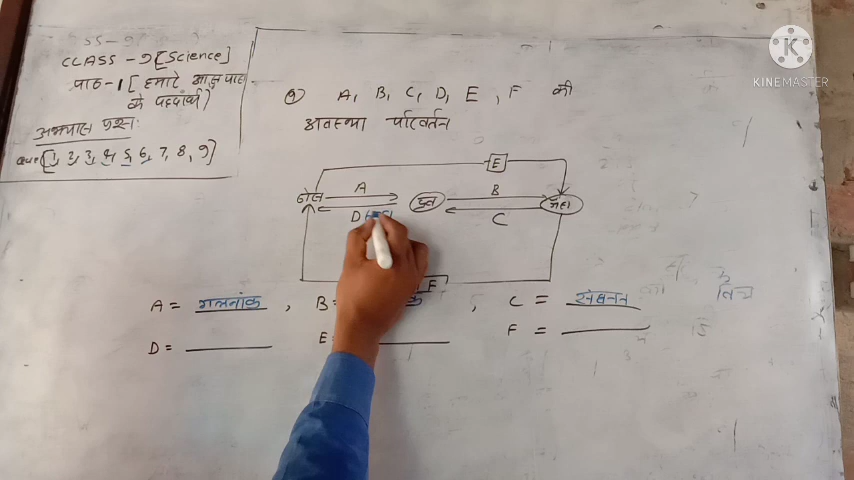 CLASS - 9 [Science]
पाठ-1 [हमारे आस पास
के पदार्थ)
अभ्यास प्रश्न:
Que [1, 2, 3, 4, 5, 6, 7, 8, 9]
A, B, C, D, E, F की
अवस्था परिवर्तन
E
ठोस A द्रव B गैस
D C
F
A = गलनांक , B= , C = संघनन
D = E= F =
KINEMASTER